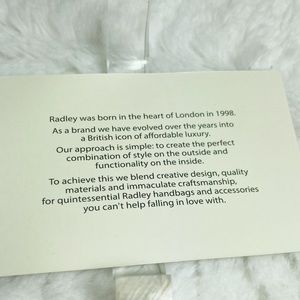 Radley was born in the heart of London in 1998.
As a brand we have evolved over the years into
a British icon of affordable luxury.
Our approach is simple: to create the perfect
combination of style on the outside and
functionality on the inside.
To achieve this we blend creative design, quality
materials and immaculate craftsmanship,
for quintessential Radley handbags and accessories
you can't help falling in love with.